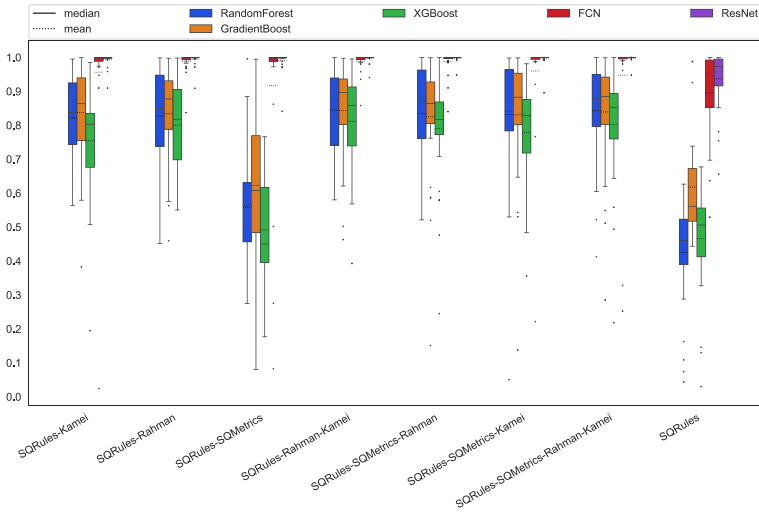 median
RandomForest
XGBoost
FCN
ResNet
mean
GradientBoost
1.0
0.9
0.8
0.7
0.6
0.5
0.4
0.3
0.2
0.1
0.0
SQRules-Kamei
SQRules-Rahman
SQRules-SQMetrics
SQRules-Rahman-Kamei
SQRules-SQMetrics-Rahman
SQRules-SQMetrics-Kamei
SQRules-SQMetrics-Rahman-Kamei
SQRules